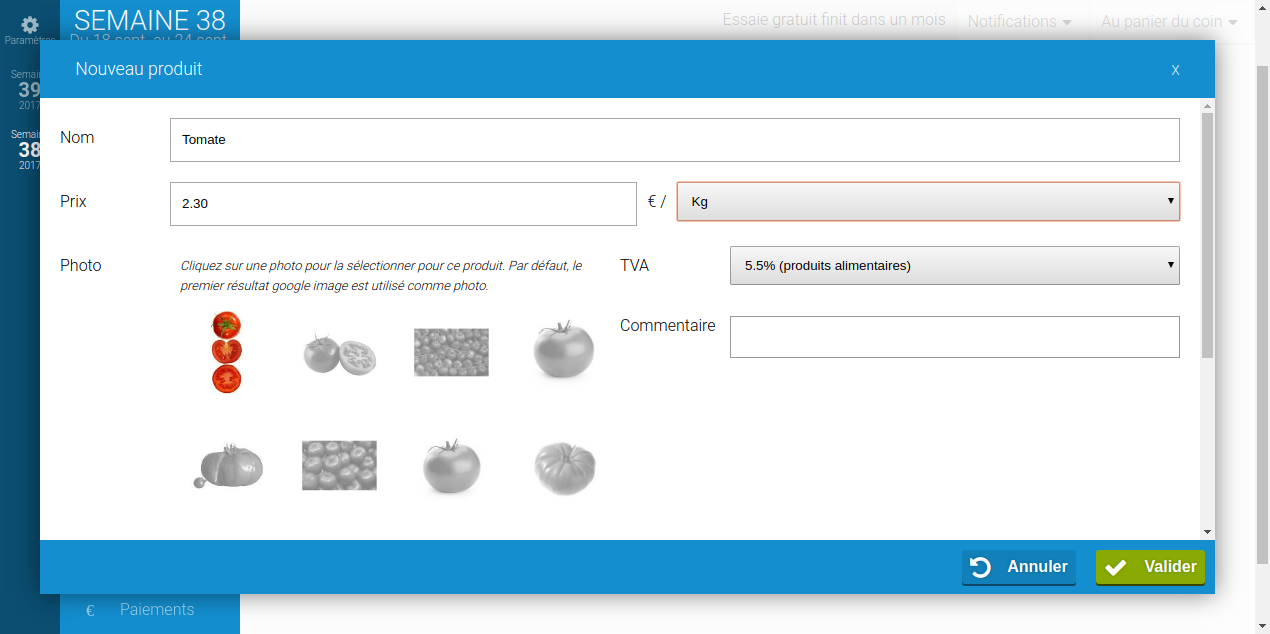 SEMAINE 38
Essaie gratuit finit dans un mois
Notifications
Au panier du coin
Paramètres
Du 18 sept. au 24 sept.
Nouveau produit
X
39
2017
38
2017
Nom
Tomate
Prix
2.30
€ /
Kg
Photo
Cliquez sur une photo pour la sélectionner pour ce produit. Par défaut, le
premier résultat google image est utilisé comme photo.
TVA
5.5% (produits alimentaires)
Commentaire
Annuler
Valider
€ Paiements